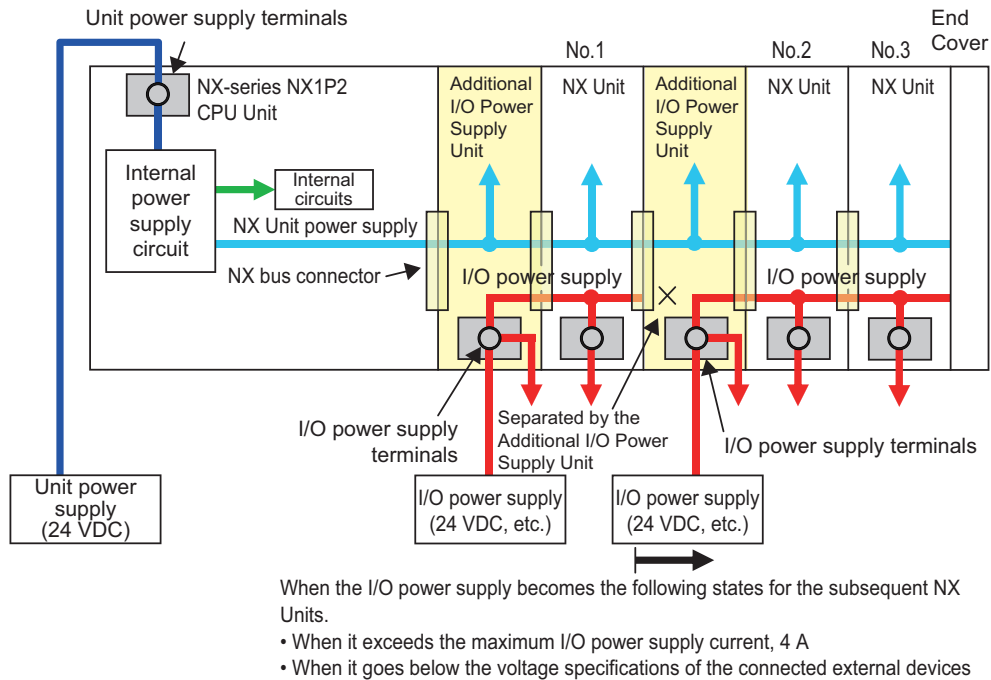 Unit power supply terminals
End
Cover
No.1
No.2
No.3
NX-series NX1P2
CPU Unit
Additional
I/O Power
Supply
Unit
NX Unit
Additional
I/O Power
Supply
Unit
NX Unit
NX Unit
Internal
power
supply
circuit
Internal
circuits
NX Unit power supply
NX bus connector
I/O power supply
I/O power supply
I/O power supply
terminals
Separated by the
Additional I/O Power
Supply Unit
I/O power supply terminals
Unit power
supply
(24 VDC)
I/O power supply
(24 VDC, etc.)
I/O power supply
(24 VDC, etc.)
When the I/O power supply becomes the following states for the subsequent NX
Units.
• When it exceeds the maximum I/O power supply current, 4 A
• When it goes below the voltage specifications of the connected external devices